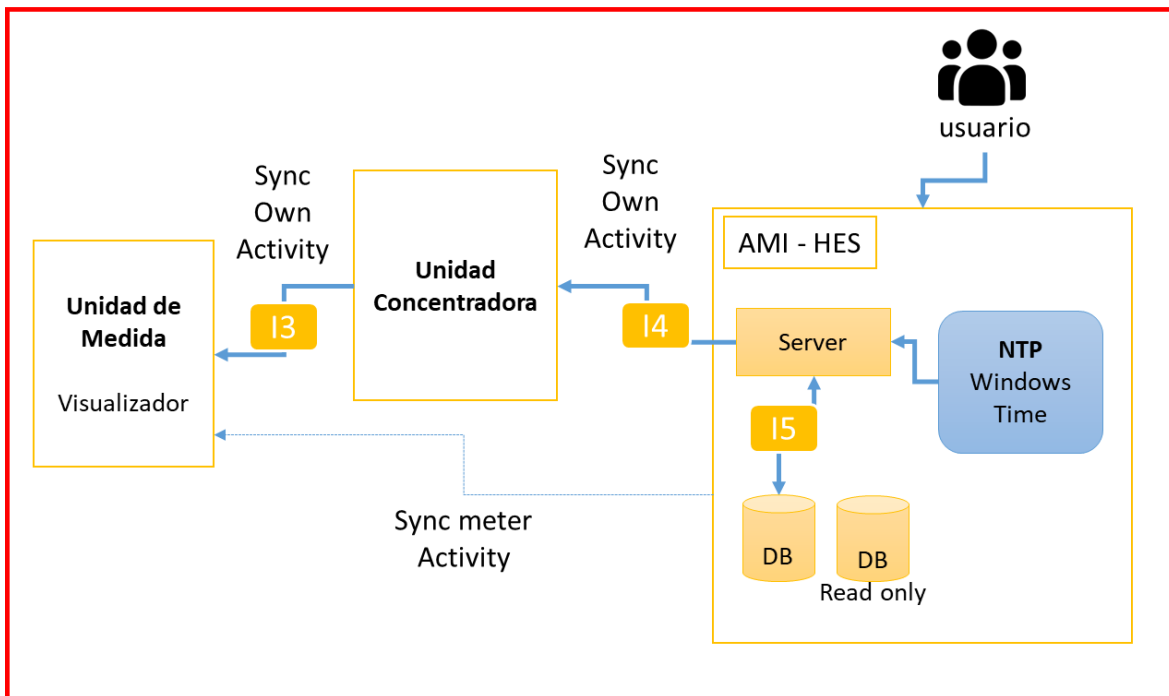 usuario
Sync
Own
Activity
Sync
Own
Activity
AMI - HES
Unidad
Concentradora
Unidad de
Medida
Visualizador
I3
I4
Server
NTP
Windows
Time
I5
Sync meter
Activity
DB
DB
Read only